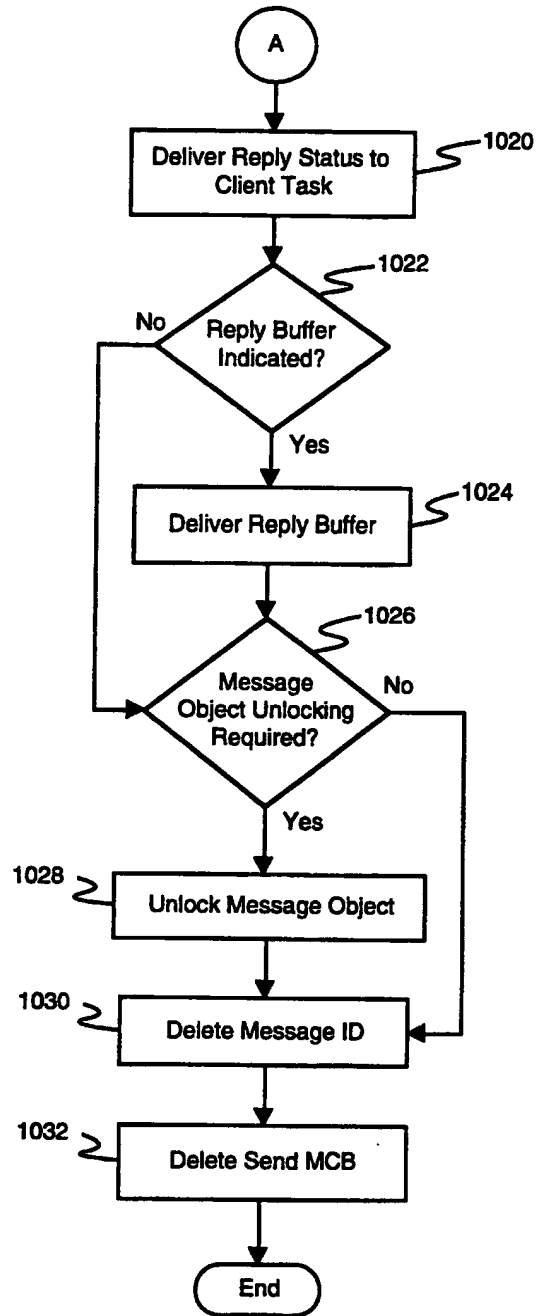 A
Deliver Reply Status to
Client Task
1020
1022
No
Reply Buffer
Indicated?
Yes
1024
Deliver Reply Buffer
1026
Message
Object Unlocking
Required?
No
Yes
1028
Unlock Message Object
1030
Delete Message ID
1032
Delete Send MCB
End